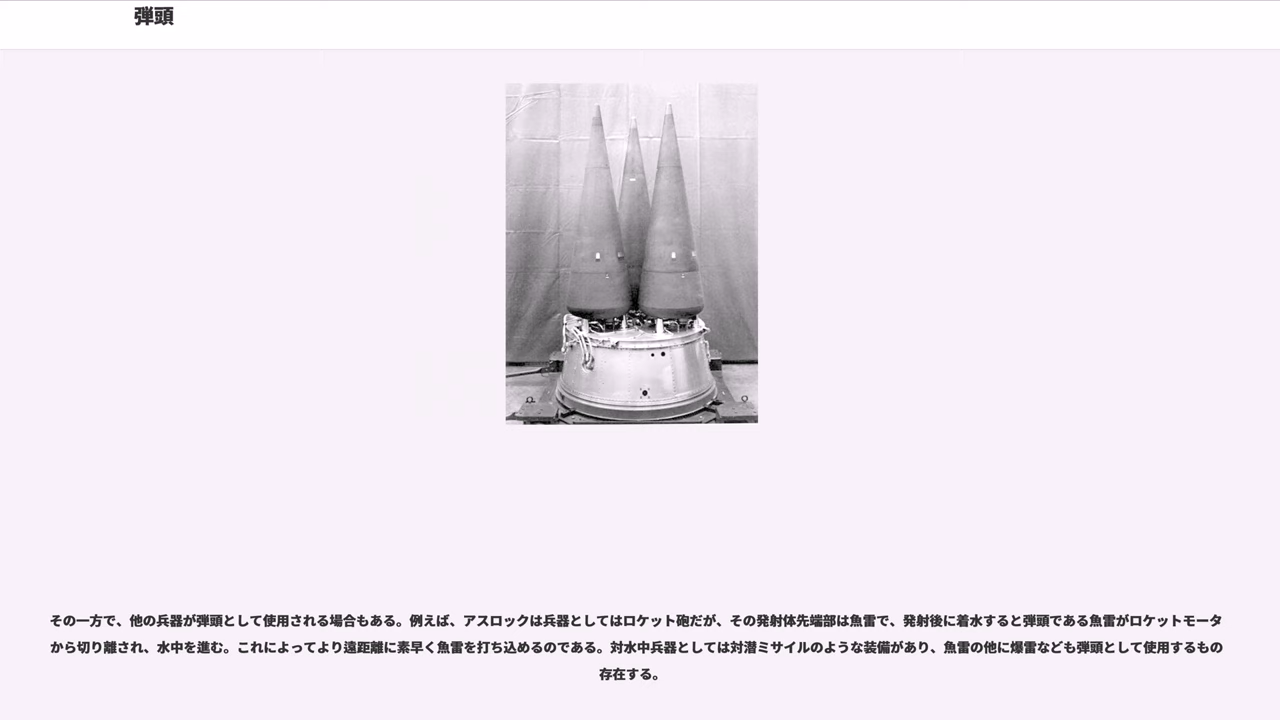 弾頭
その一方で、他の兵器が弾頭として使用される場合もある。例えば、アスロックは兵器としてはロケット砲だが、その発射体先端部は魚雷で、発射後に着水すると弾頭である魚雷がロケットモータ
から切り離され、水中を進む。これによってより遠距離に素早く魚雷を打ち込めるのである。対水中兵器としては対潜ミサイルのような装備があり、魚雷の他に爆雷なども弾頭として使用するもの
存在する。